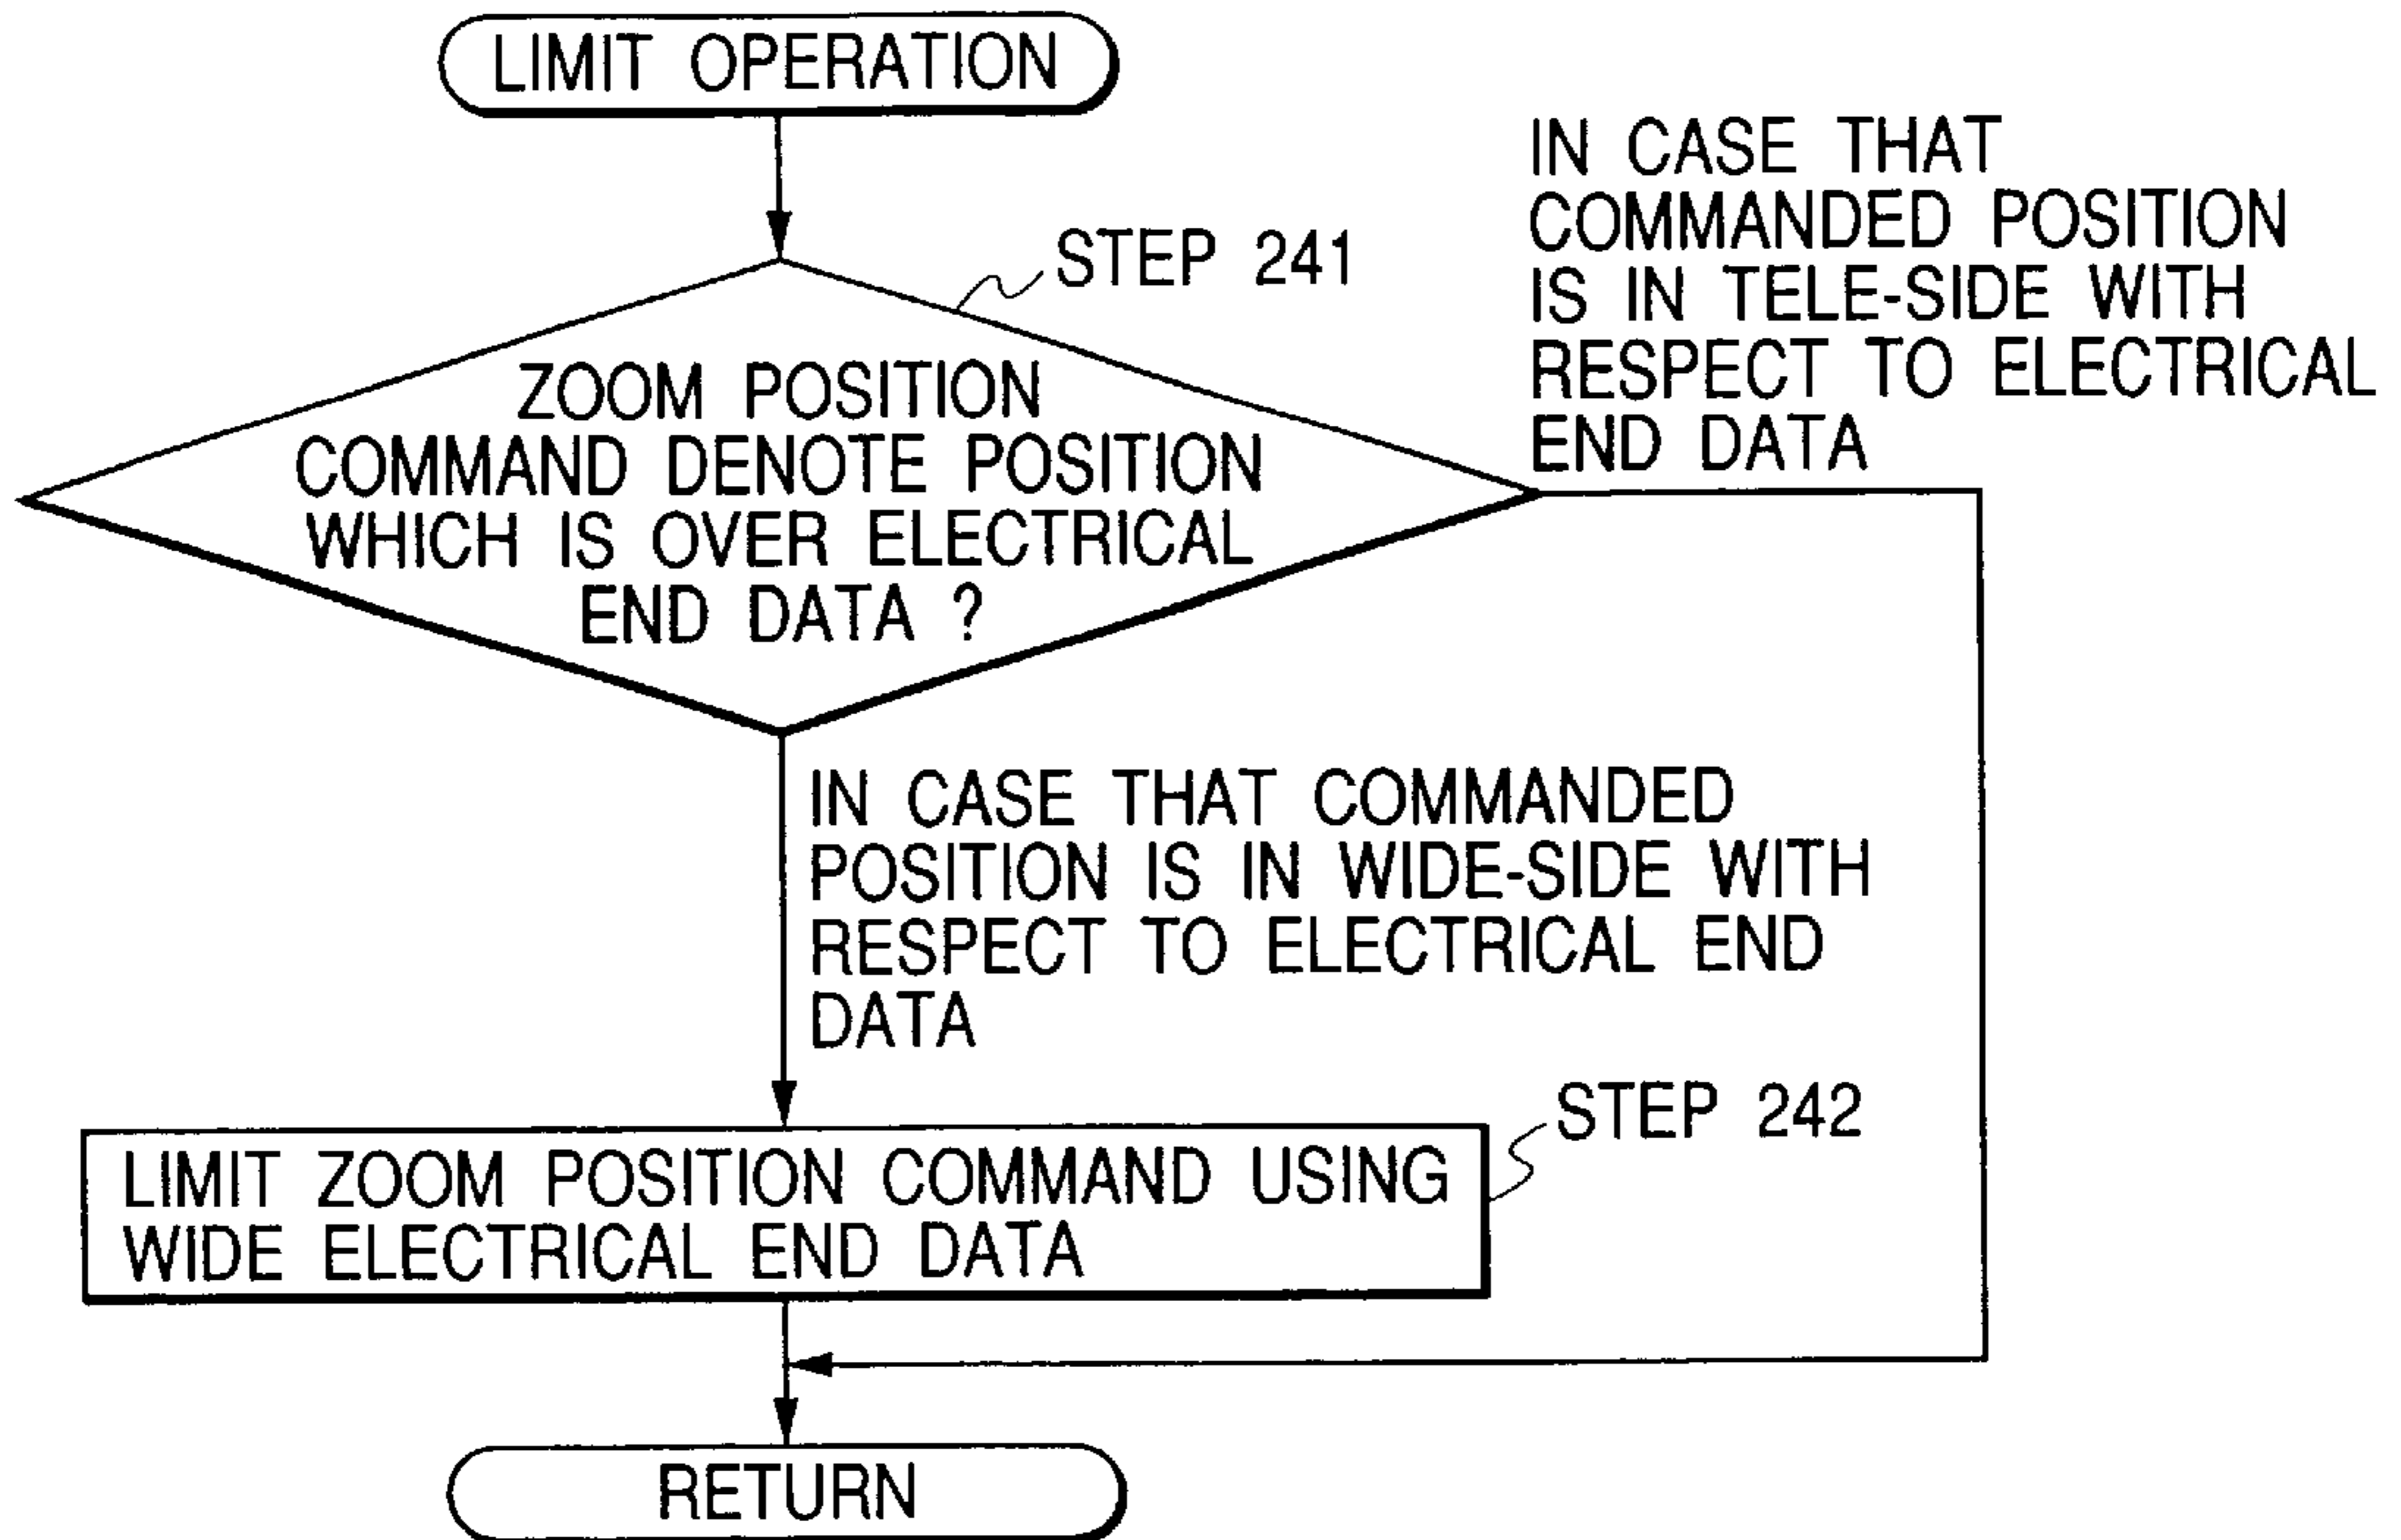 LIMIT OPERATION
STEP 241
IN CASE THAT
COMMANDED POSITION
IS IN TELE-SIDE WITH
RESPECT TO ELECTRICAL
END DATA
ZOOM POSITION
COMMAND DENOTE POSITION
WHICH IS OVER ELECTRICAL
END DATA ?
IN CASE THAT COMMANDED
POSITION IS IN WIDE-SIDE WITH
RESPECT TO ELECTRICAL END
DATA
STEP 242
LIMIT ZOOM POSITION COMMAND USING
WIDE ELECTRICAL END DATA
RETURN